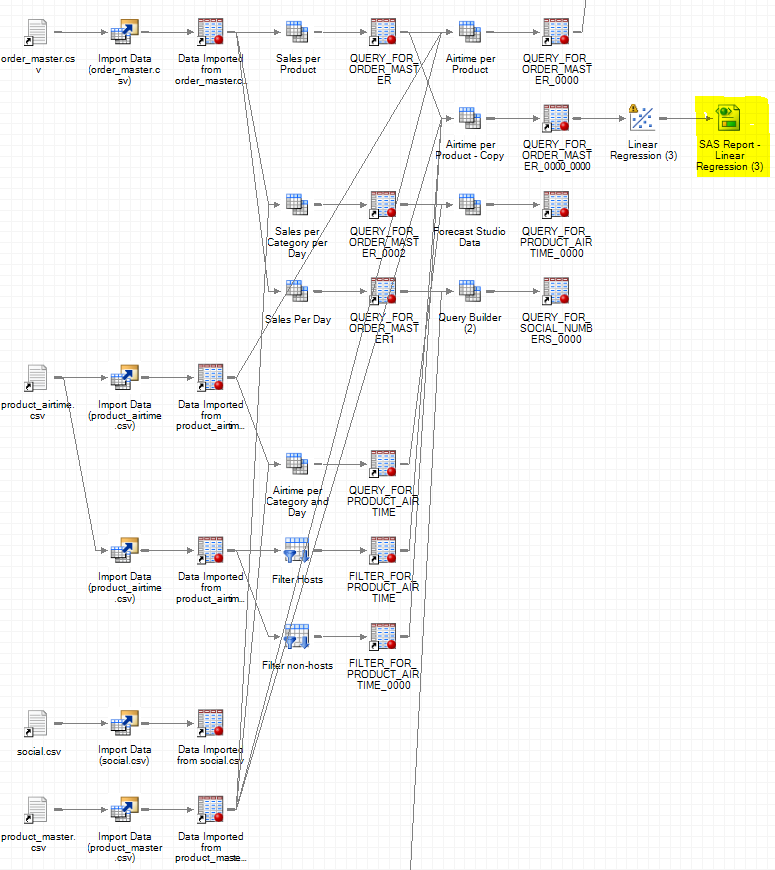 order_master.cs
v
Import Data
(order_master.c
sv)
Data Imported
from
order_master.c...
Sales per
Product
QUERY_FOR_
ORDER_MAST
ER
Airtime per
Product
QUERY_FOR_
ORDER_MAST
ER_0000
Airtime per
Product - Copy
QUERY_FOR_
ORDER_MAST
ER_0000_0000
Linear
Regression (3)
SAS Report -
Linear
Regression (3)
Sales per
Category per
Day
QUERY_FOR_
ORDER_MAST
ER_0002
Forecast Studio
Data
QUERY_FOR_
PRODUCT_AIR
TIME_0000
Sales Per Day
QUERY_FOR_
ORDER_MAST
ER1
Query Builder
(2)
QUERY_FOR_
SOCIAL_NUMB
ERS_0000
product_airtime.
csv
Import Data
(product_airtime
.csv)
Data Imported
from
product_airtim...
Airtime per
Category and
Day
QUERY_FOR_
PRODUCT_AIR
TIME
Import Data
(product_airtime
.csv)
Data Imported
from
product_airtim...
Filter Hosts
FILTER_FOR_
PRODUCT_AIR
TIME
Filter non-hosts
FILTER_FOR_
PRODUCT_AIR
TIME_0000
social.csv
Import Data
(social.csv)
Data Imported
from social.csv
product_master.
csv
Import Data
(product_master
.csv)
Data Imported
from
product_maste...